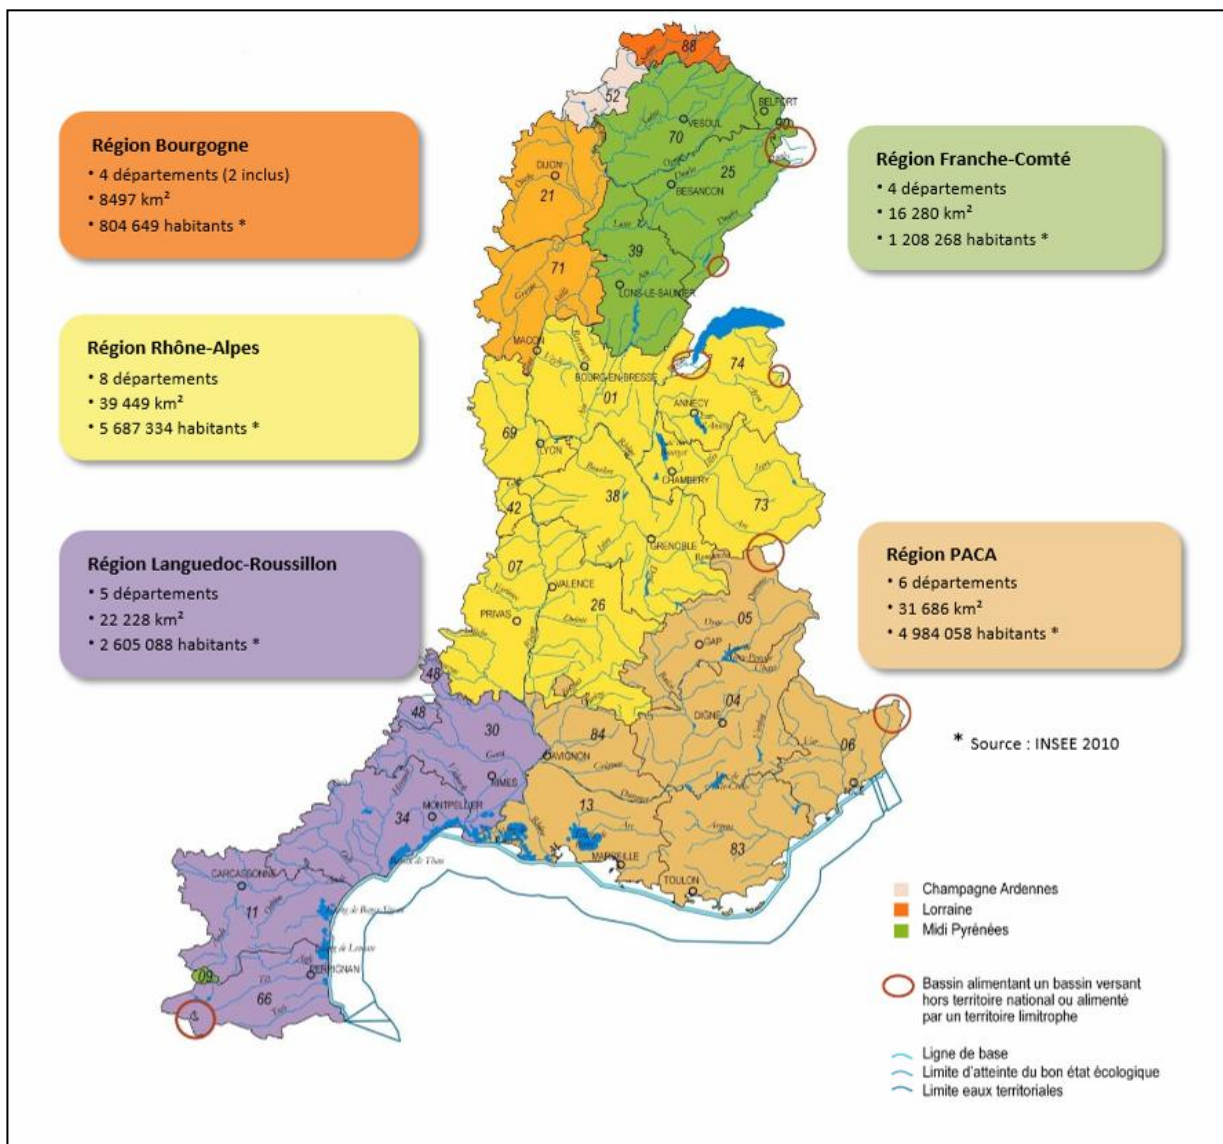 Région Bourgogne
• 4 départements (2 inclus)
• 8497 km²
• 804 649 habitants *
Région Franche-Comté
• 4 départements
• 16 280 km²
• 1 208 268 habitants *
Région Rhône-Alpes
• 8 départements
• 39 449 km²
• 5 687 334 habitants *
Région Languedoc-Roussillon
• 5 départements
• 22 228 km²
• 2 605 088 habitants *
Région PACA
• 6 départements
• 31 686 km²
• 4 984 058 habitants *
* Source : INSEE 2010
88
52
BELFORT
90
VESOUL
70
DIJON
21
25
BESANCON
Doubs
39
71
LONS-LE-SAUNIER
MACON
BOURG-EN-BRESSE
74
01
ANNECY
69
LYON
CHAMBERY
38
42
73
GRENOBLE
07
VALENCE
26
PRIVAS
05
GAP
48
48
30
04
DIGNE
84
06
AVIGNON
NIMES
34
MONTPELLIER
13
83
MARSEILLE
TOULON
CARCASSONNE
11
09
PERPIGNAN
66
Champagne Ardennes
Lorraine
Midi Pyrénées
Bassin alimentant un bassin versant
hors territoire national ou alimenté
par un territoire limitrophe
Ligne de base
Limite d'atteinte du bon état écologique
Limite eaux territoriales